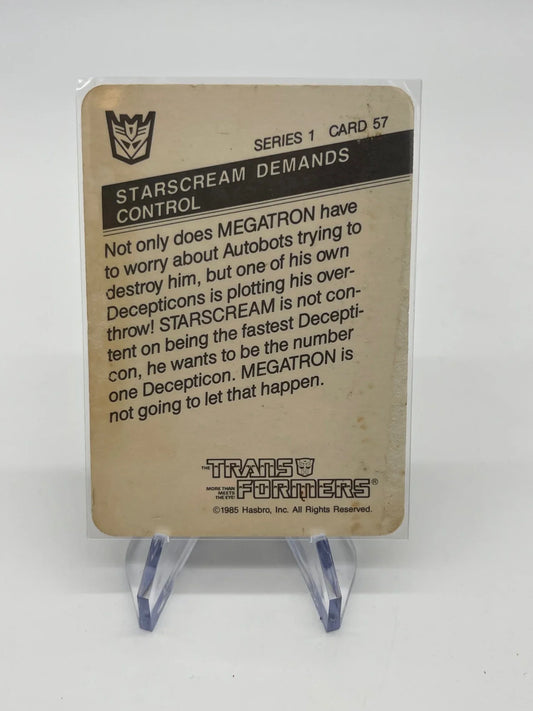 SERIES 1 CARD 57
STARSCREAM DEMANDS
CONTROL
Not only does MEGATRON have
to worry about Autobots trying to
destroy him, but one of his own
Decepticons is plotting his over-
throw! STARSCREAM is not con-
tent on being the fastest Decepti-
con, he wants to be the number
one Decepticon. MEGATRON is
not going to let that happen.
THE TRANS
MORE THAN
MEETS
THE EYE!
FORMERS®
©1985 Hasbro, Inc. All Rights Reserved.